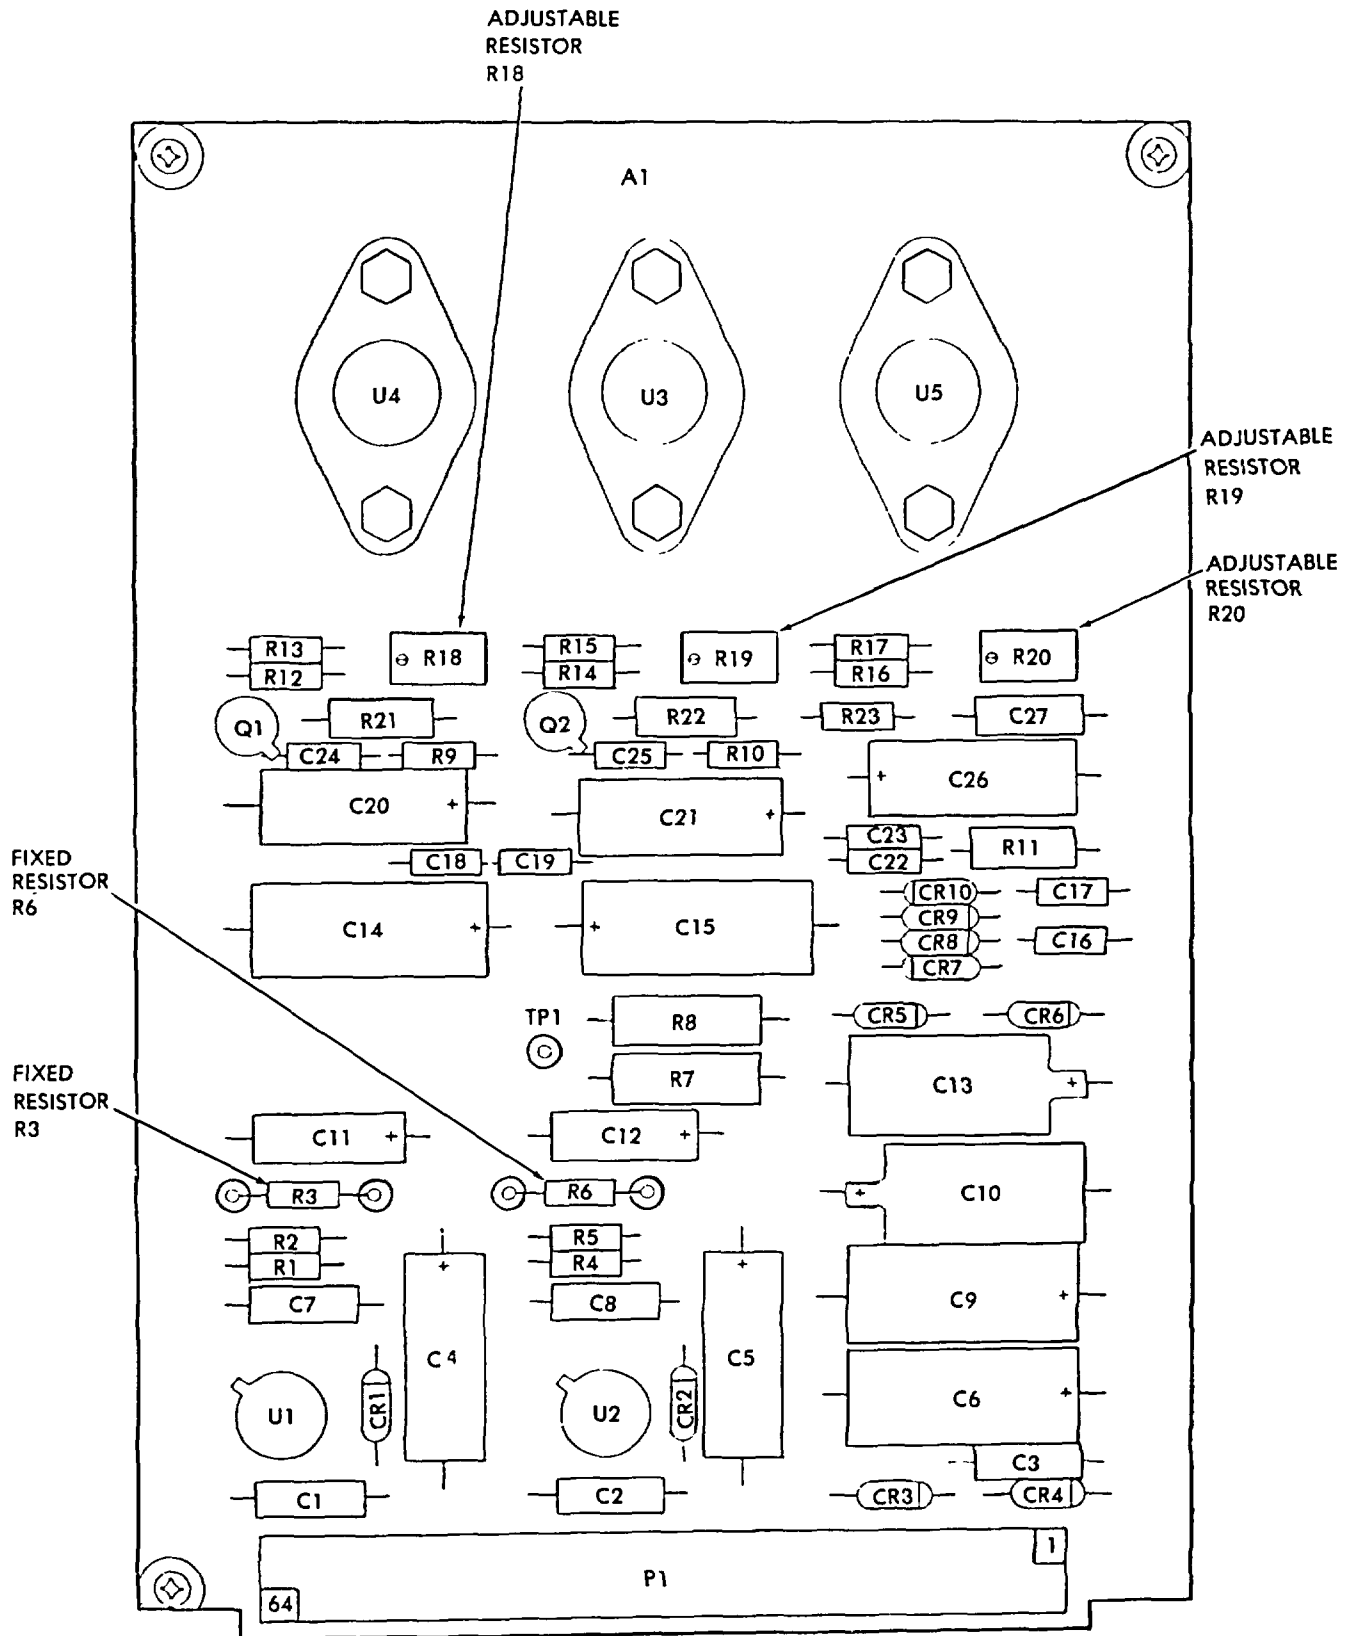 ADJUSTABLE
RESISTOR
R18
A1
U4 U3 U5
ADJUSTABLE
RESISTOR
R19
ADJUSTABLE
RESISTOR
R20
R13 R18 R15 R19 R17 R20
R12 R14 R16
Q1 R21 Q2 R22 R23 C27
C24 R9 C25 R10
C20 + C21 + + C26
C23
C22 R11
C18 C19
FIXED
RESISTOR
R6
C14 + + C15
CR10 C17
CR9
CR8 C16
CR7
TP1 R8 CR5 CR6
R7 C13 +
FIXED
RESISTOR
R3
C11 + C12 +
R3 R6 + C10
R2 R5
R1 R4
C7 + C8 + C9 +
C4 C5
U1 CR1 U2 CR2 C6 +
C3
C1 C2 CR3 CR4
1
P1
64